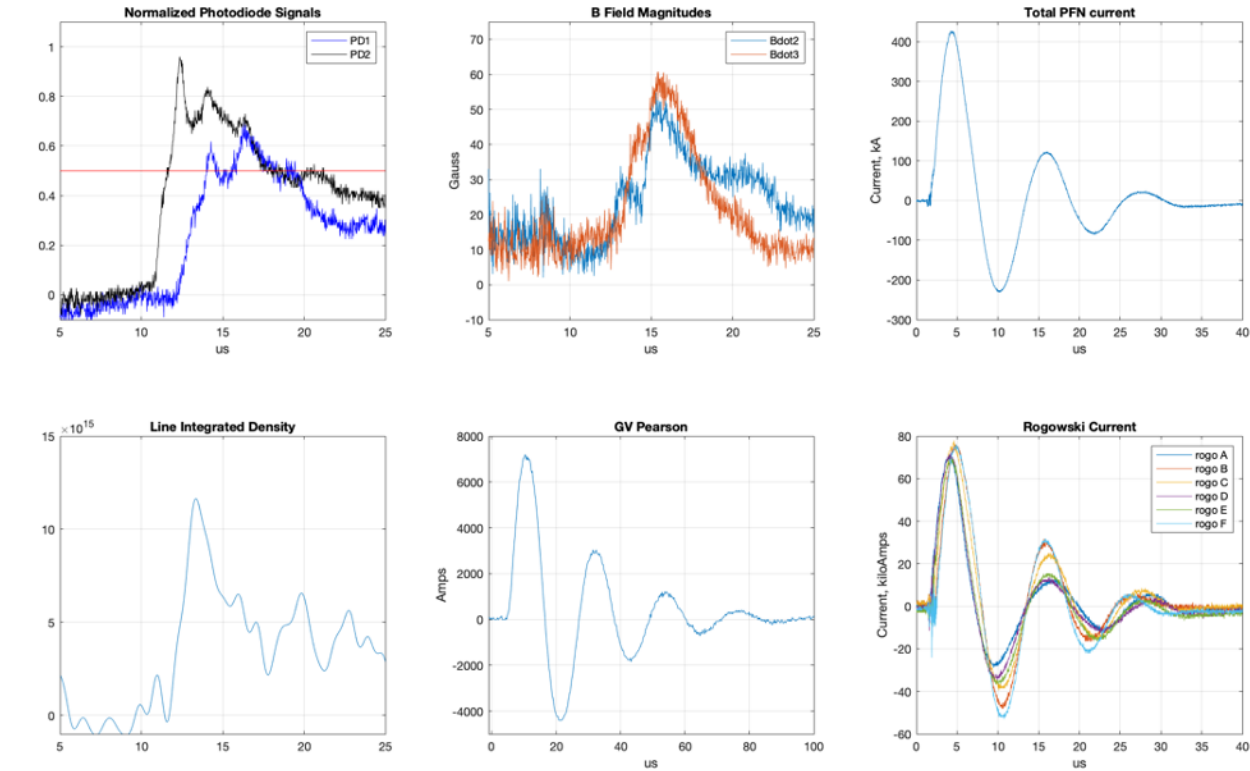 Normalized Photodiode Signals
PD1
PD2
1
0.8
0.6
0.4
0.2
0
5 10 15 20 25
us
B Field Magnitudes
Bdot2
Bdot3
Gauss
70
60
50
40
30
20
10
0
-10
5 10 15 20 25
us
Total PFN current
Current, kA
400
300
200
100
0
-100
-200
-300
0 5 10 15 20 25 30 35 40
us
Line Integrated Density
×10^15
15
10
5
0
5 10 15 20 25
GV Pearson
Amps
8000
6000
4000
2000
0
-2000
-4000
0 20 40 60 80 100
us
Rogowski Current
rogo A
rogo B
rogo C
rogo D
rogo E
rogo F
Current, kiloAmps
80
60
40
20
0
-20
-40
-60
0 5 10 15 20 25 30 35 40
us